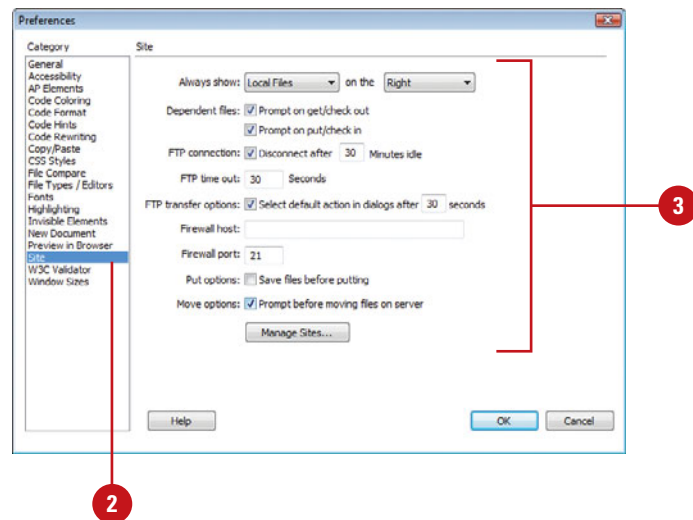 Preferences
Category
Site
General
Accessibility
AP Elements
Code Coloring
Code Format
Code Hints
Code Rewriting
Copy/Paste
CSS Styles
File Compare
File Types / Editors
Fonts
Highlighting
Invisible Elements
New Document
Preview in Browser
Site
W3C Validator
Window Sizes
Always show: Local Files on the Right
Dependent files: Prompt on get/check out
Prompt on put/check in
FTP connection: Disconnect after 30 Minutes idle
FTP time out: 30 Seconds
FTP transfer options: Select default action in dialogs after 30 seconds
Firewall host:
Firewall port: 21
Put options: Save files before putting
Move options: Prompt before moving files on server
Manage Sites...
Help
OK
Cancel
3
2